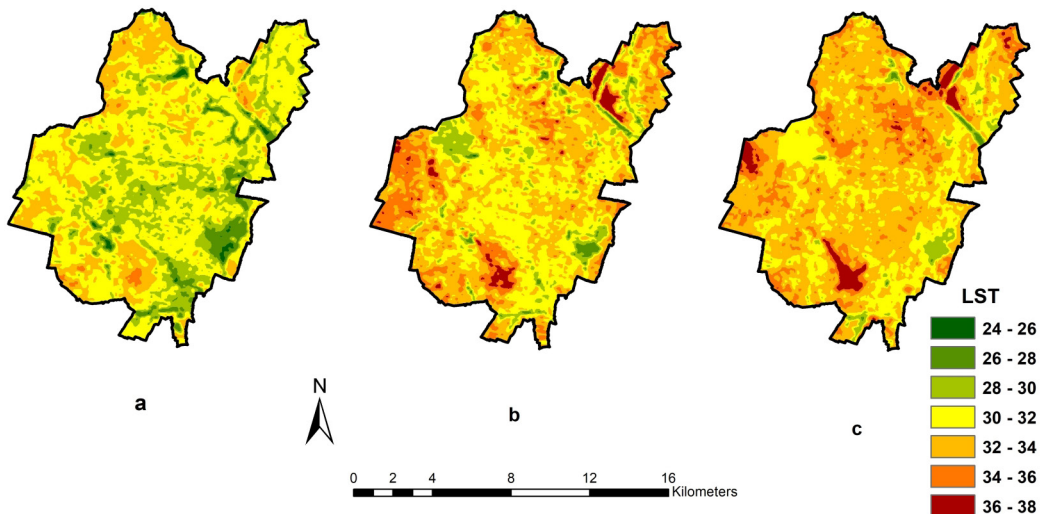 a
b
c
N
0 2 4 8 12 16
Kilometers
LST
24 - 26
26 - 28
28 - 30
30 - 32
32 - 34
34 - 36
36 - 38